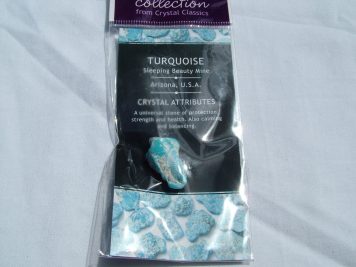 collection
from Crystal Classics
TURQUOISE
Sleeping Beauty Mine
Arizona, U.S.A.
CRYSTAL ATTRIBUTES
A universal stone of protection,
strength and health. Also calming
and balancing.